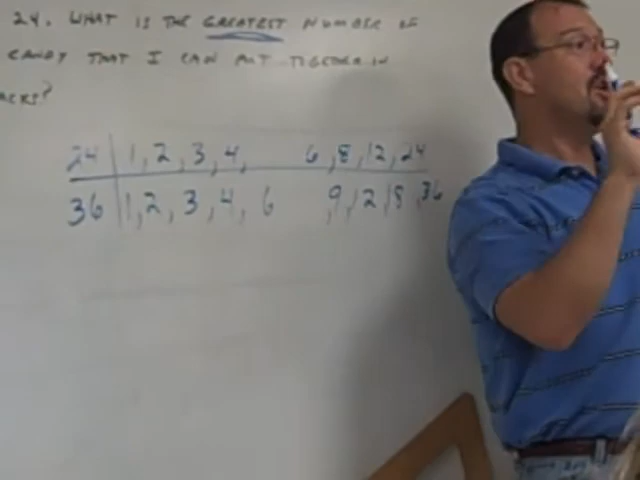 24. WHAT IS THE GREATEST NUMBER OF
CANDY THAT I CAN PUT TOGETHER IN
24 | 1, 2, 3, 4, 6, 8, 12, 24
36 | 1, 2, 3, 4, 6, 9, 12, 18, 36